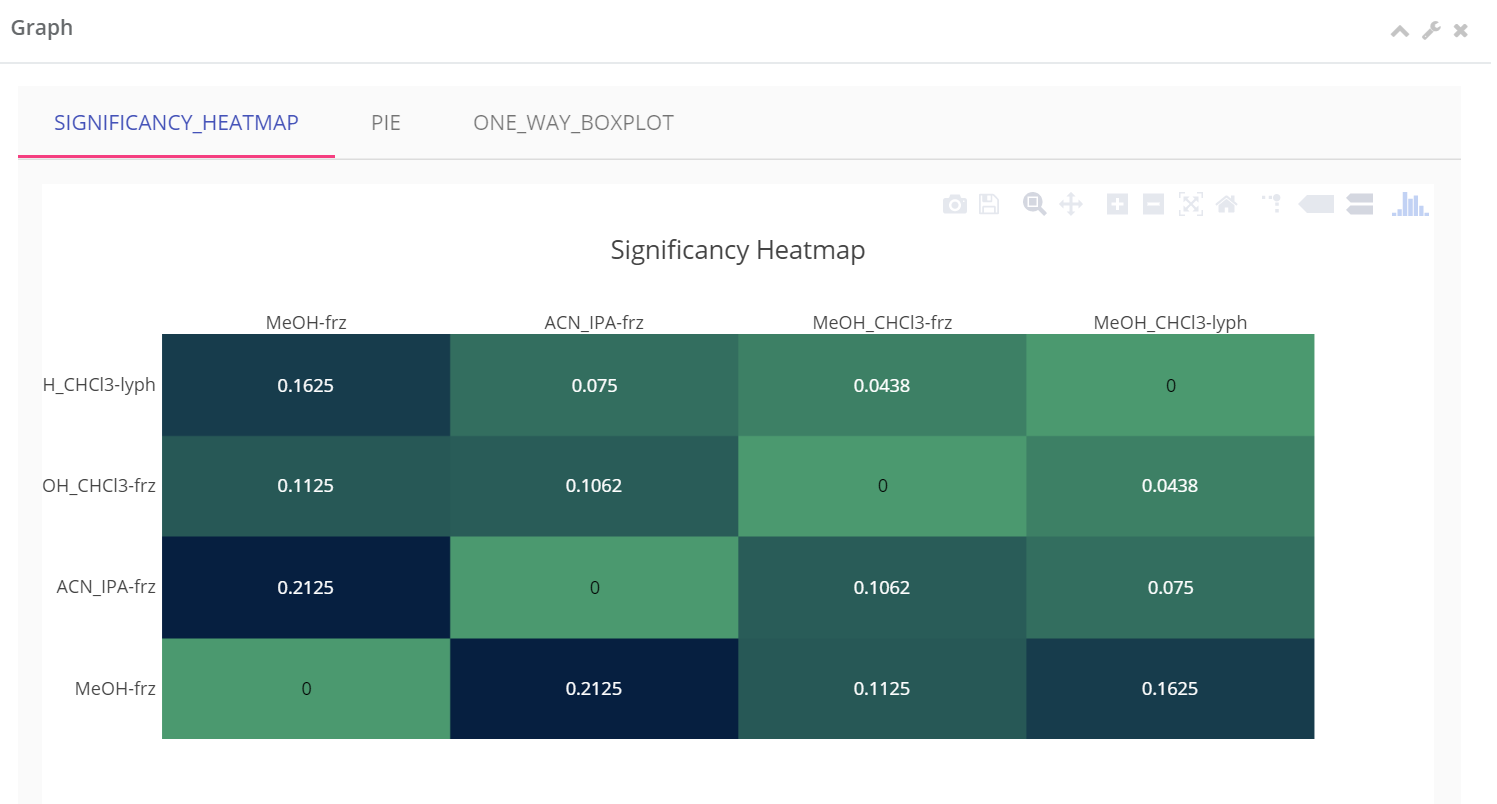 Graph
SIGNIFICANCY_HEATMAP PIE ONE_WAY_BOXPLOT
Significancy Heatmap
MeOH-frz ACN_IPA-frz MeOH_CHCl3-frz MeOH_CHCl3-lyph
H_CHCl3-lyph 0.1625 0.075 0.0438 0
OH_CHCl3-frz 0.1125 0.1062 0 0.0438
ACN_IPA-frz 0.2125 0 0.1062 0.075
MeOH-frz 0 0.2125 0.1125 0.1625